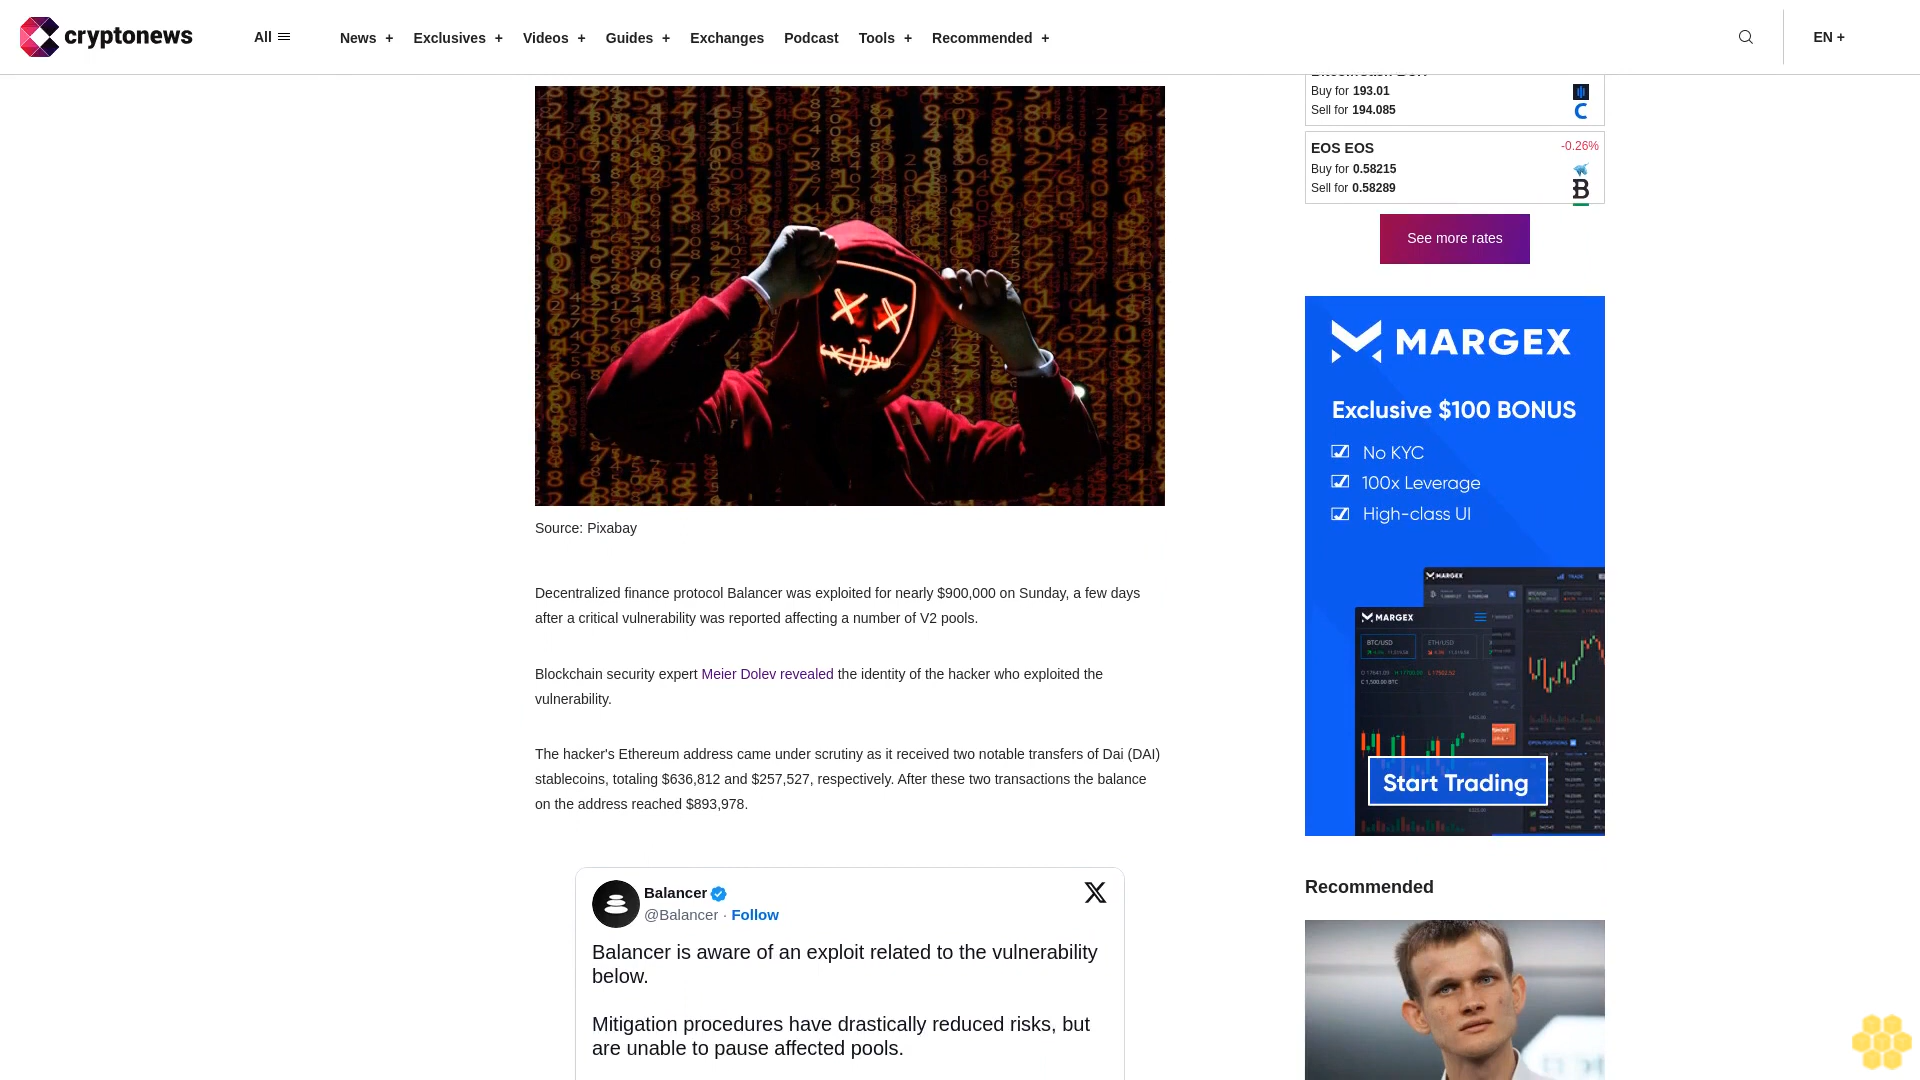 cryptonews
All
News +
Exclusives +
Videos +
Guides +
Exchanges
Podcast
Tools +
Recommended +
EN +
Source: Pixabay
Decentralized finance protocol Balancer was exploited for nearly $900,000 on Sunday, a few days
after a critical vulnerability was reported affecting a number of V2 pools.
Blockchain security expert Meier Dolev revealed the identity of the hacker who exploited the
vulnerability.
The hacker's Ethereum address came under scrutiny as it received two notable transfers of Dai (DAI)
stablecoins, totaling $636,812 and $257,527, respectively. After these two transactions the balance
on the address reached $893,978.
Balancer
@Balancer · Follow
Balancer is aware of an exploit related to the vulnerability
below.
Mitigation procedures have drastically reduced risks, but
are unable to pause affected pools.
Buy for 193.01
Sell for 194.085
EOS EOS
-0.26%
Buy for 0.58215
Sell for 0.58289
See more rates
MARGEX
Exclusive $100 BONUS
No KYC
100x Leverage
High-class UI
MARGEX
TRADE
MARGEX
BTC/USD
ETH/USD
Start Trading
Recommended